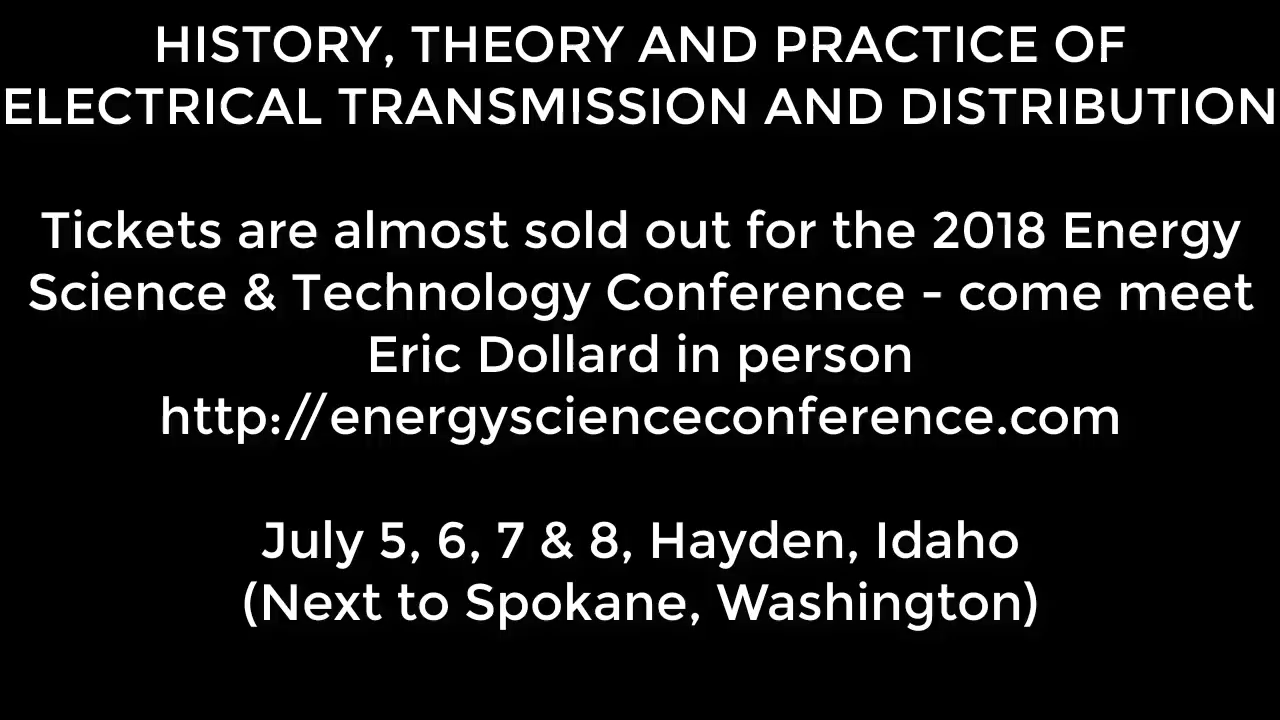 HISTORY, THEORY AND PRACTICE OF
ELECTRICAL TRANSMISSION AND DISTRIBUTION
Tickets are almost sold out for the 2018 Energy
Science & Technology Conference - come meet
Eric Dollard in person
http://energyscienceconference.com
July 5, 6, 7 & 8, Hayden, Idaho
(Next to Spokane, Washington)